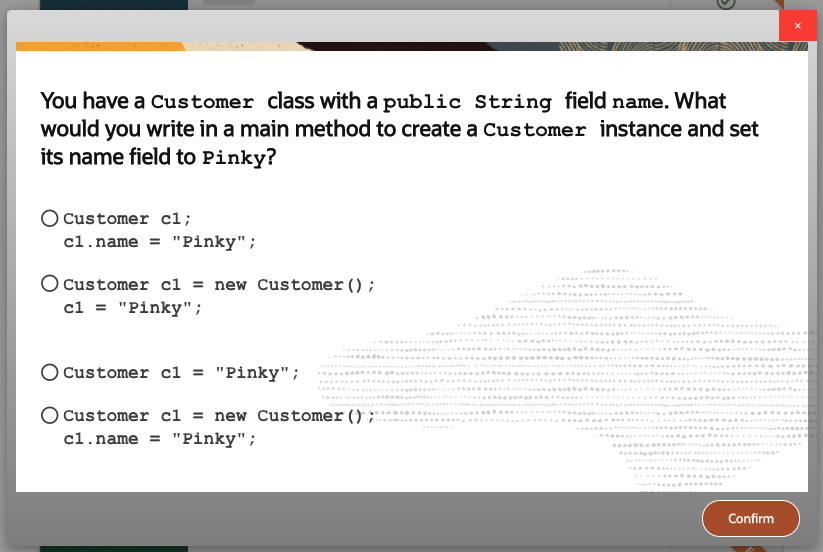 ×
You have a Customer class with a public String field name. What
would you write in a main method to create a Customer instance and set
its name field to Pinky?
Customer c1;
c1.name = "Pinky";
Customer c1 = new Customer();
c1 = "Pinky";
Customer c1 = "Pinky";
Customer c1 = new Customer();
c1.name = "Pinky";
Confirm